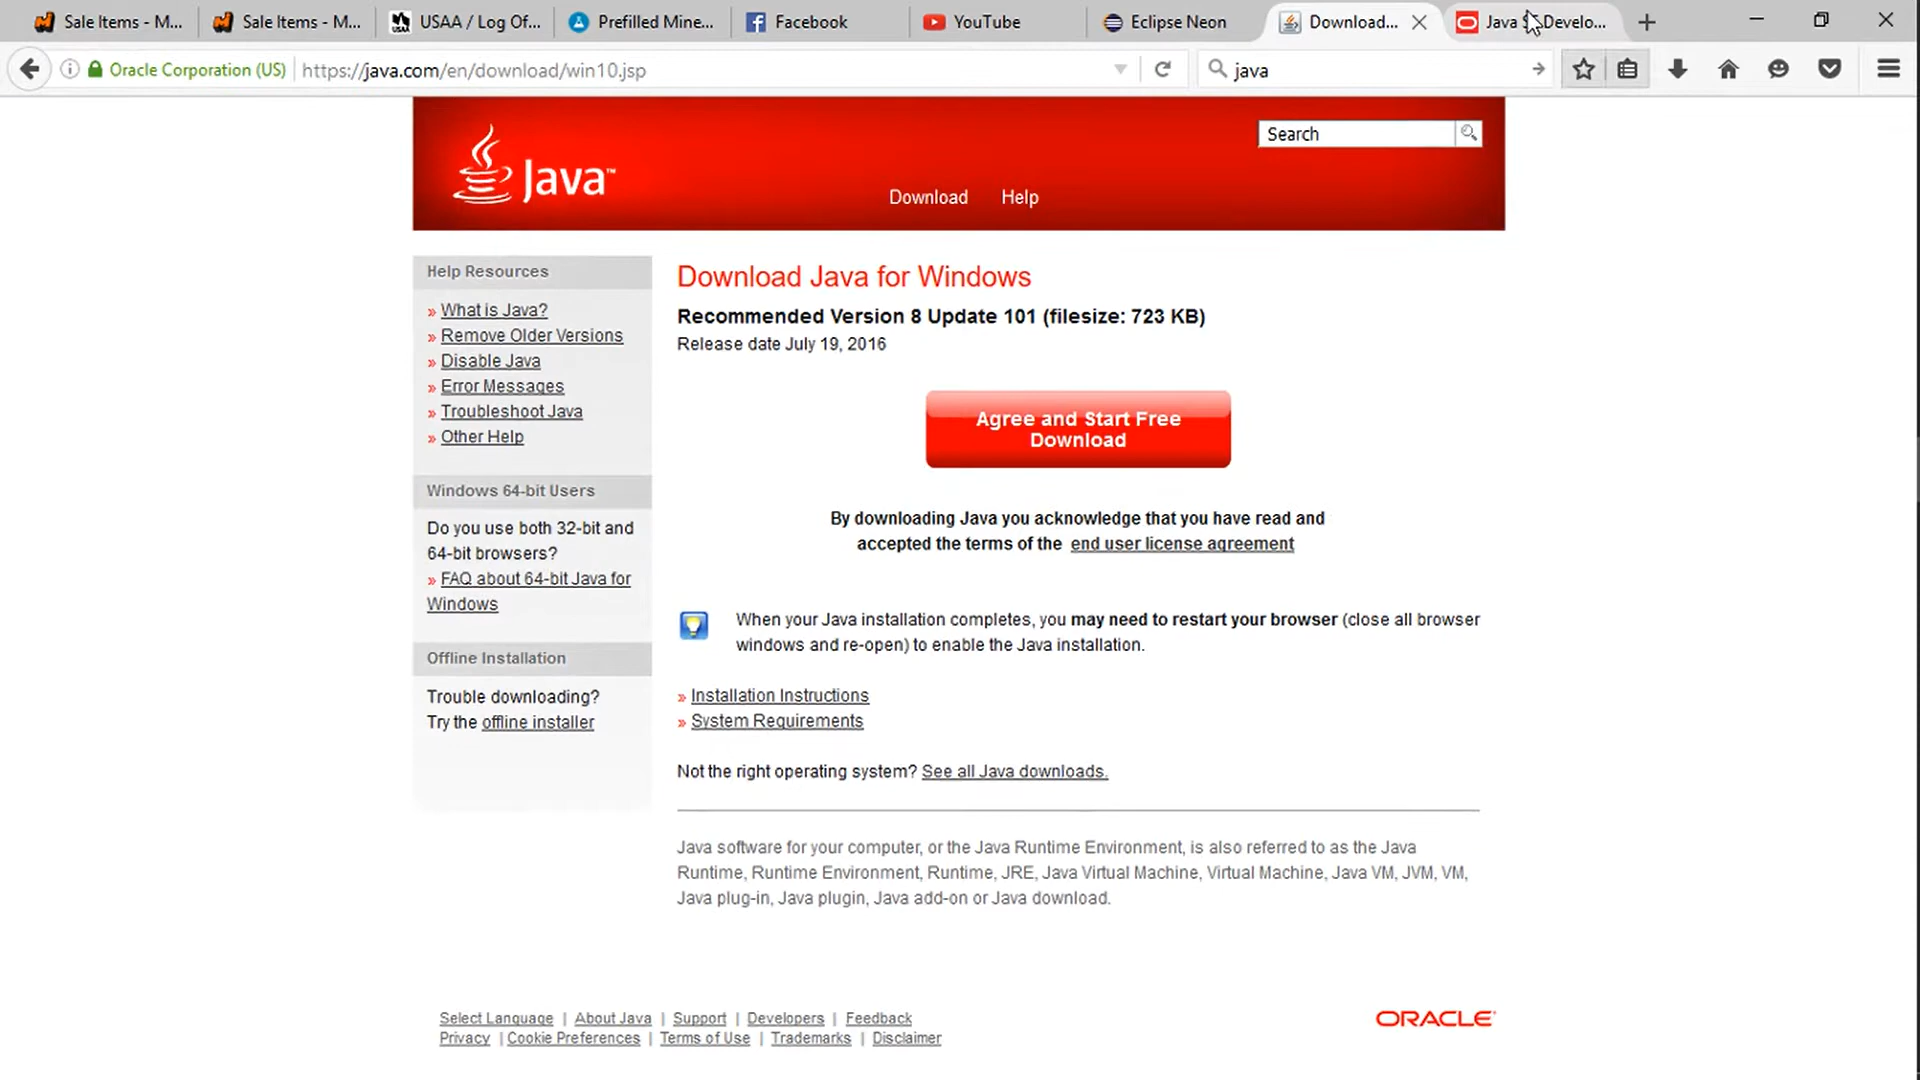 Sale Items - M...
Sale Items - M...
USAA / Log Of...
Prefilled Mine...
Facebook
YouTube
Eclipse Neon
Download...
Java Develo...
Oracle Corporation (US)
https://java.com/en/download/win10.jsp
java
Java™
Search
Download
Help
Help Resources
» What is Java?
» Remove Older Versions
» Disable Java
» Error Messages
» Troubleshoot Java
» Other Help
Windows 64-bit Users
Do you use both 32-bit and
64-bit browsers?
» FAQ about 64-bit Java for
Windows
Offline Installation
Trouble downloading?
Try the offline installer
Download Java for Windows
Recommended Version 8 Update 101 (filesize: 723 KB)
Release date July 19, 2016
Agree and Start Free
Download
By downloading Java you acknowledge that you have read and
accepted the terms of the end user license agreement
When your Java installation completes, you may need to restart your browser (close all browser
windows and re-open) to enable the Java installation.
» Installation Instructions
» System Requirements
Not the right operating system? See all Java downloads.
Java software for your computer, or the Java Runtime Environment, is also referred to as the Java
Runtime, Runtime Environment, Runtime, JRE, Java Virtual Machine, Virtual Machine, Java VM, JVM, VM,
Java plug-in, Java plugin, Java add-on or Java download.
Select Language | About Java | Support | Developers | Feedback
Privacy | Cookie Preferences | Terms of Use | Trademarks | Disclaimer
ORACLE